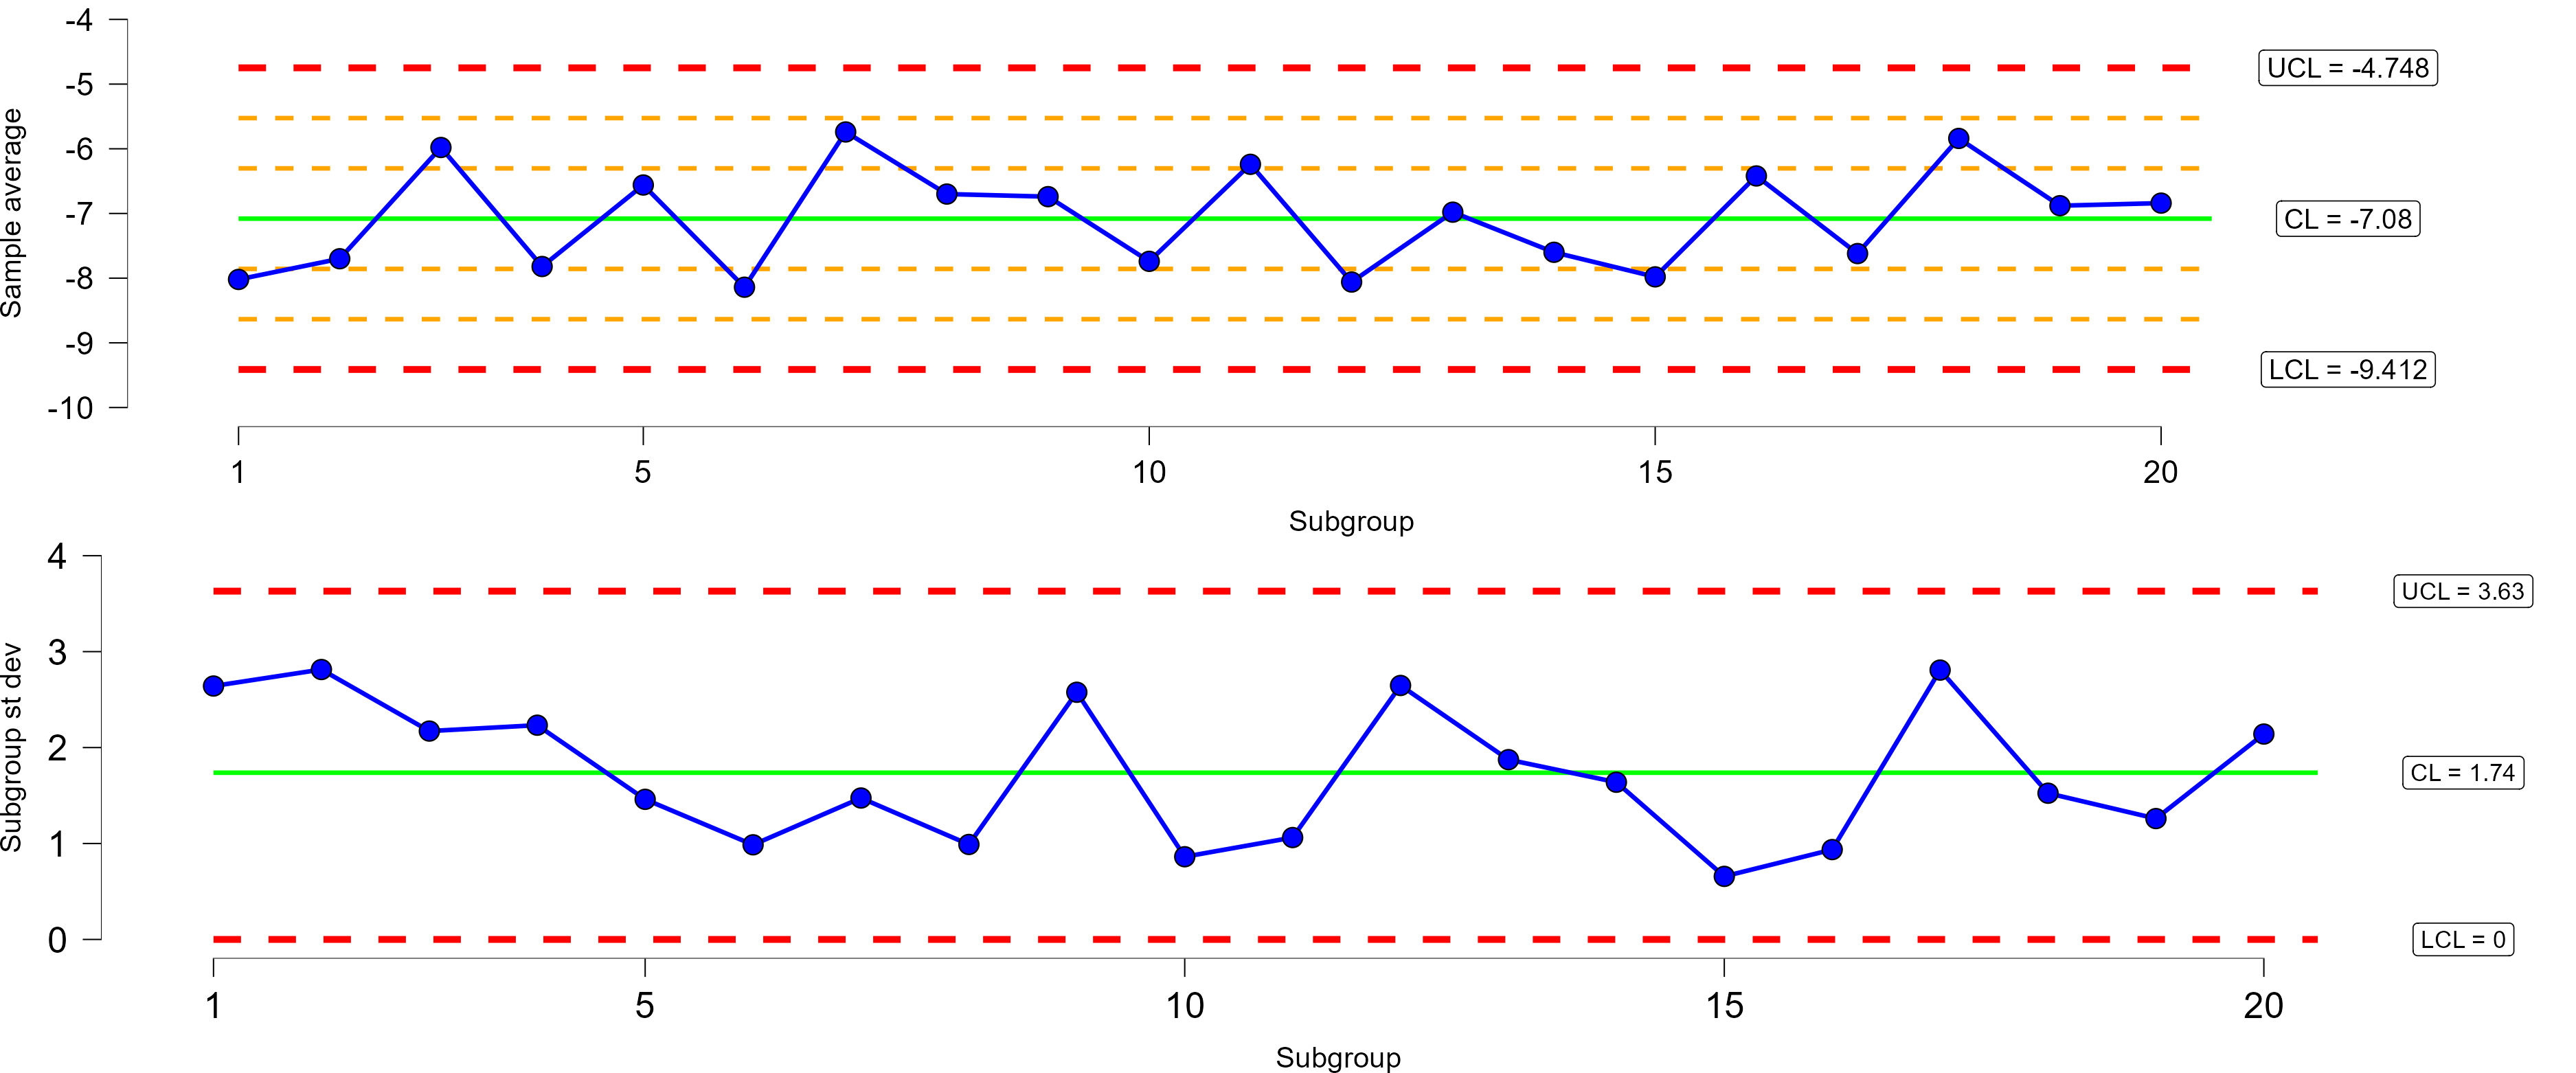 -4
-5
-6
-7
-8
-9
-10
Sample average
UCL = -4.748
CL = -7.08
LCL = -9.412
1 5 10 15 20
Subgroup
4
3
2
1
0
Subgroup st dev
UCL = 3.63
CL = 1.74
LCL = 0
1 5 10 15 20
Subgroup